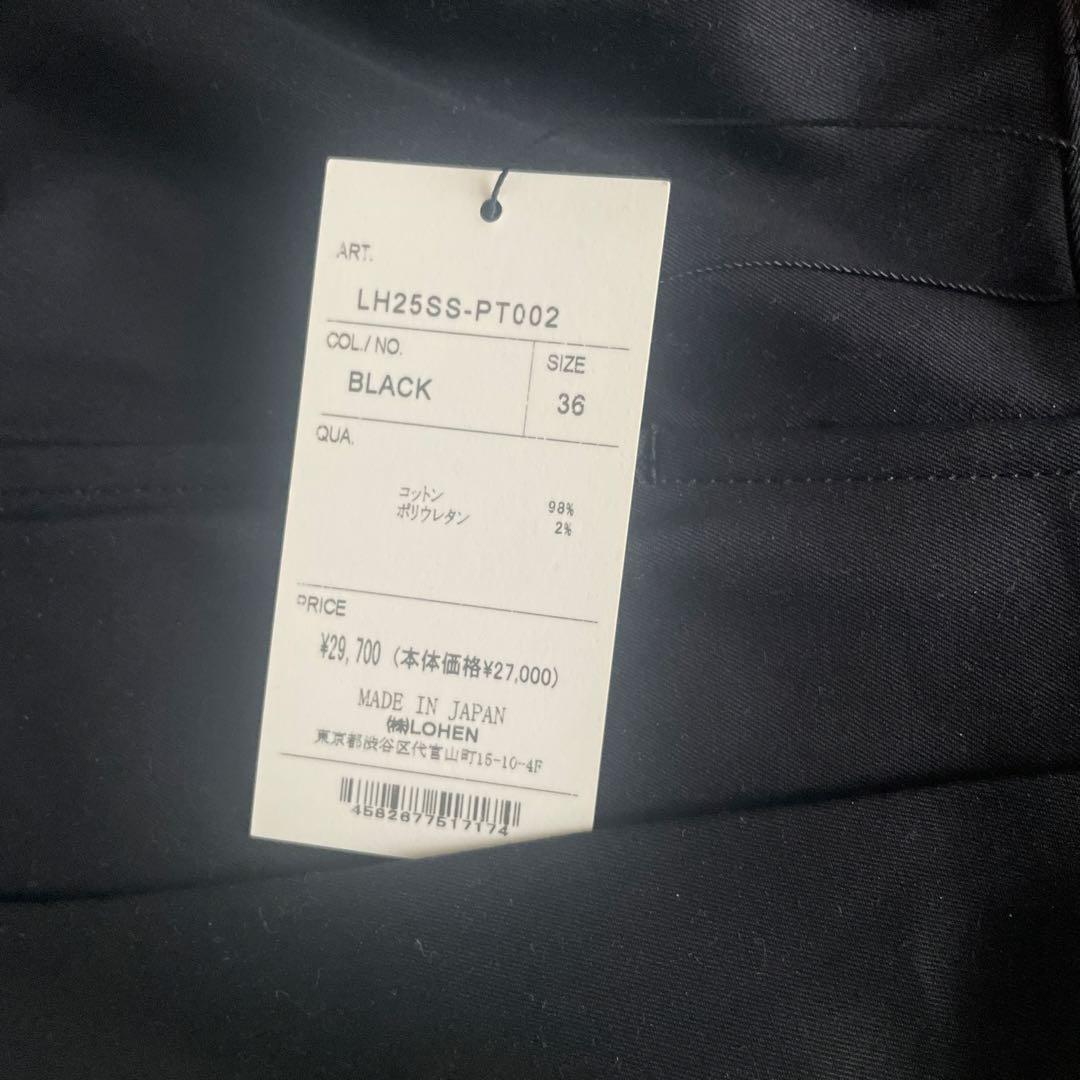 ART.
LH25SS-PT002
COL./NO.
SIZE
BLACK
36
QUA.
コットン 98%
ポリウレタン 2%
PRICE
¥29,700 (本体価格¥27,000)
MADE IN JAPAN
㈱LOHEN
東京都渋谷区代官山町15-10-4F
4582677517174